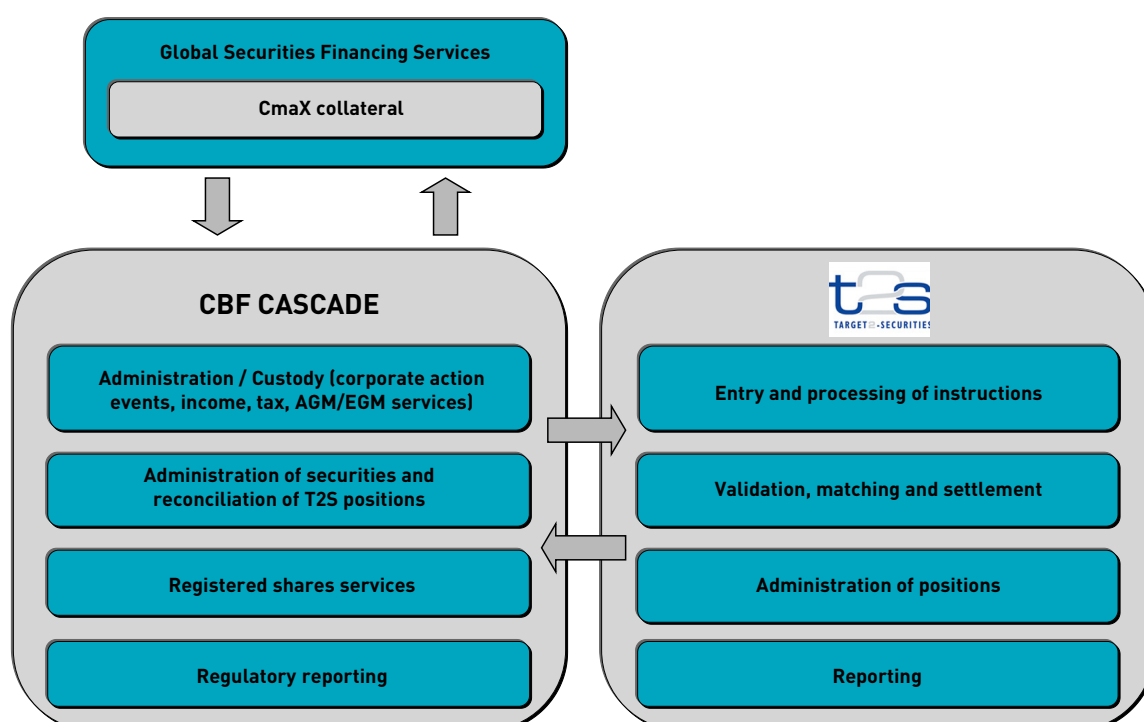 Global Securities Financing Services
CmaX collateral
CBF CASCADE
Administration / Custody (corporate action
events, income, tax, AGM/EGM services)
Administration of securities and
reconciliation of T2S positions
Registered shares services
Regulatory reporting
t2s
TARGET2-SECURITIES
Entry and processing of instructions
Validation, matching and settlement
Administration of positions
Reporting